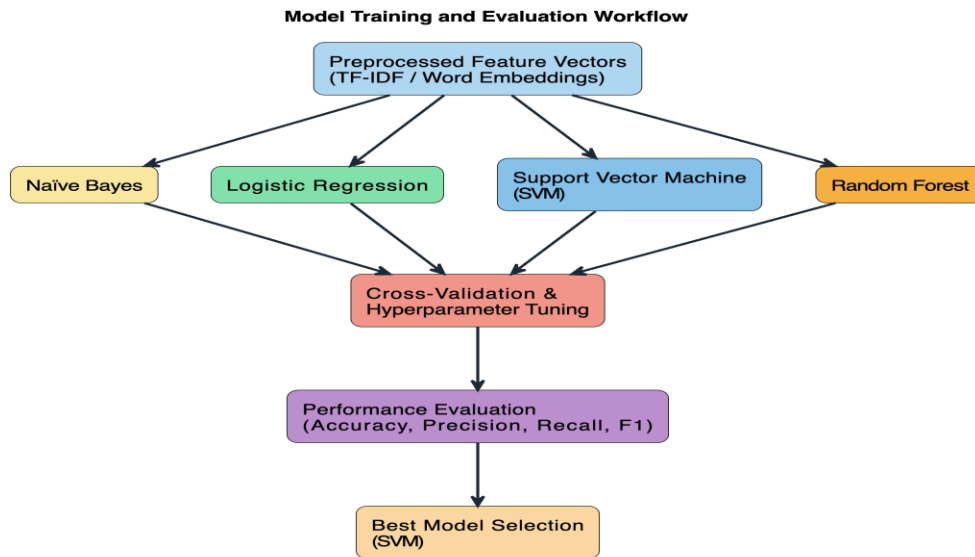 Model Training and Evaluation Workflow
Preprocessed Feature Vectors
(TF-IDF / Word Embeddings)
Naïve Bayes
Logistic Regression
Support Vector Machine
(SVM)
Random Forest
Cross-Validation &
Hyperparameter Tuning
Performance Evaluation
(Accuracy, Precision, Recall, F1)
Best Model Selection
(SVM)